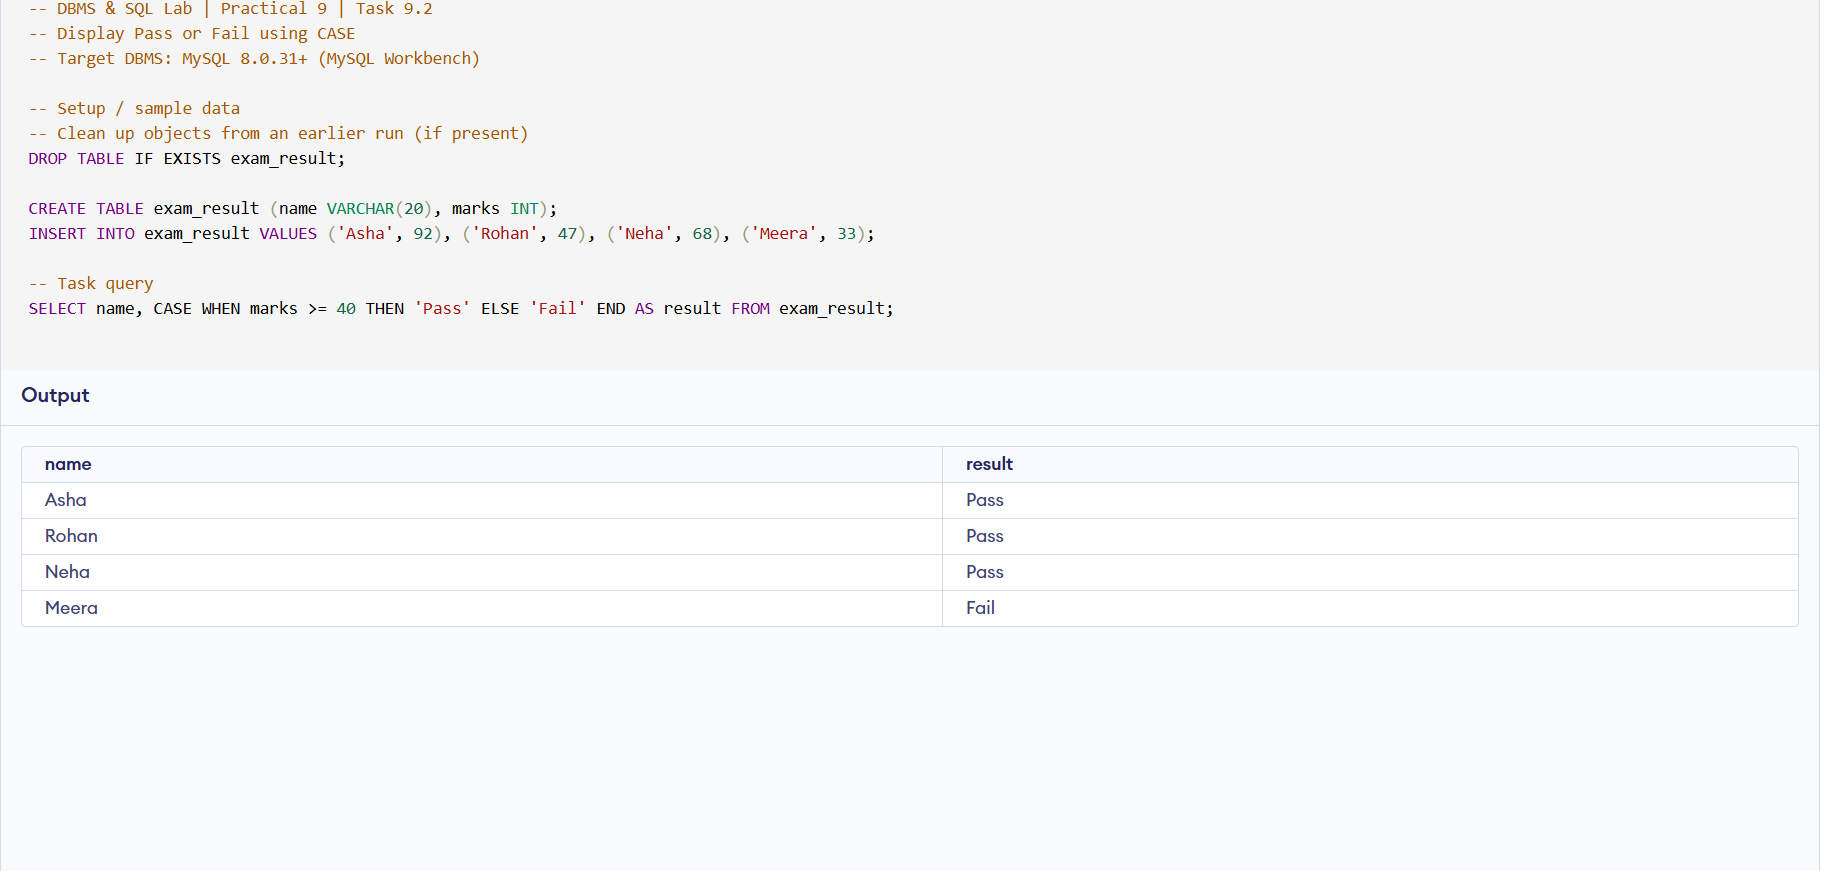 -- DBMS & SQL Lab | Practical 9 | Task 9.2
-- Display Pass or Fail using CASE
-- Target DBMS: MySQL 8.0.31+ (MySQL Workbench)
-- Setup / sample data
-- Clean up objects from an earlier run (if present)
DROP TABLE IF EXISTS exam_result;
CREATE TABLE exam_result (name VARCHAR(20), marks INT);
INSERT INTO exam_result VALUES ('Asha', 92), ('Rohan', 47), ('Neha', 68), ('Meera', 33);
-- Task query
SELECT name, CASE WHEN marks >= 40 THEN 'Pass' ELSE 'Fail' END AS result FROM exam_result;
Output
name result
Asha Pass
Rohan Pass
Neha Pass
Meera Fail